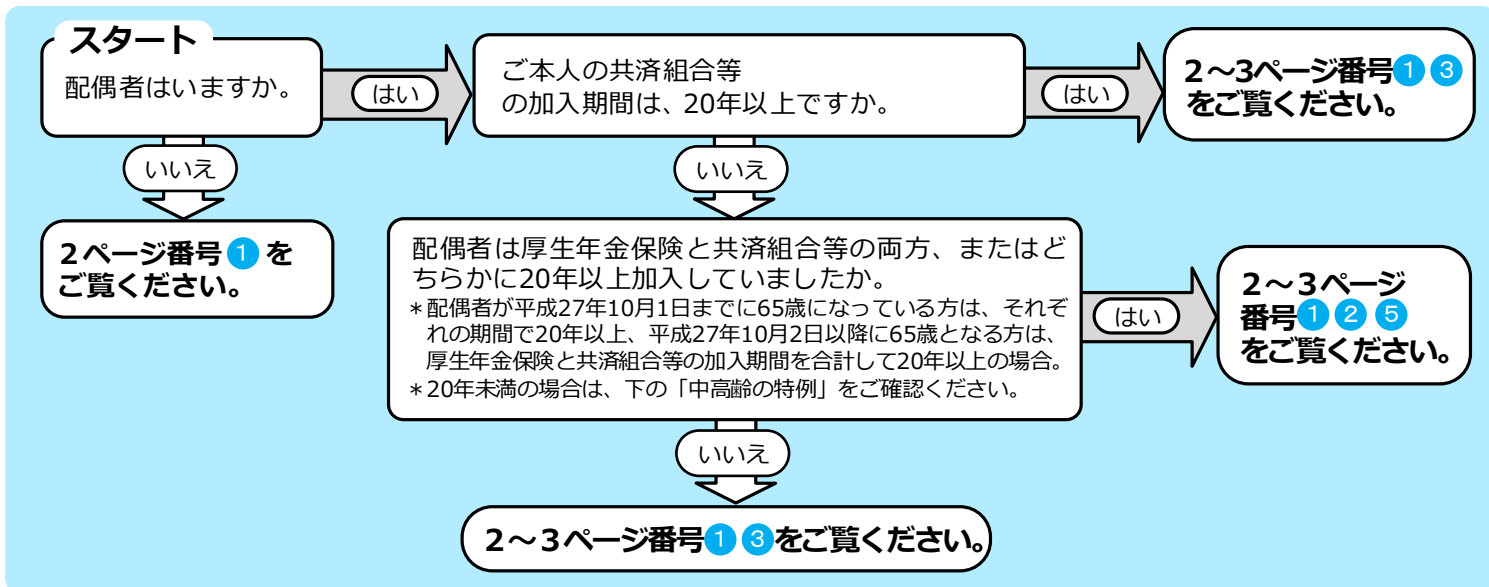 スタート
配偶者はいますか。
はい
ご本人の共済組合等
の加入期間は、20年以上ですか。
はい
2～3ページ番号1 3
をご覧ください。
いいえ
いいえ
2ページ番号 1 を
ご覧ください。
配偶者は厚生年金保険と共済組合等の両方、またはど
ちらかに20年以上加入していましたか。
＊配偶者が平成27年10月1日までに65歳になっている方は、それぞ
れの期間で20年以上、平成27年10月2日以降に65歳となる方は、
厚生年金保険と共済組合等の加入期間を合計して20年以上の場合。
＊20年未満の場合は、下の「中高齢の特例」をご確認ください。
はい
2～3ページ
番号1 2 5
をご覧ください。
いいえ
2～3ページ番号1 3をご覧ください。